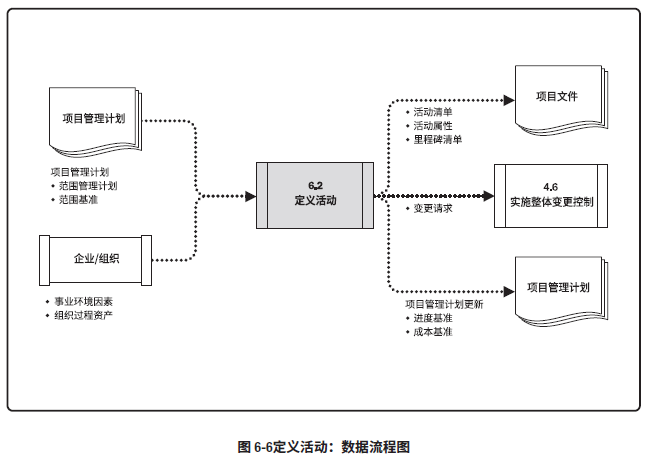 项目管理计划
项目管理计划
范围管理计划
范围基准
企业/组织
事业环境因素
组织过程资产
6.2
定义活动
活动清单
活动属性
里程碑清单
变更请求
项目管理计划更新
进度基准
成本基准
项目文件
4.6
实施整体变更控制
项目管理计划
图 6-6定义活动：数据流程图